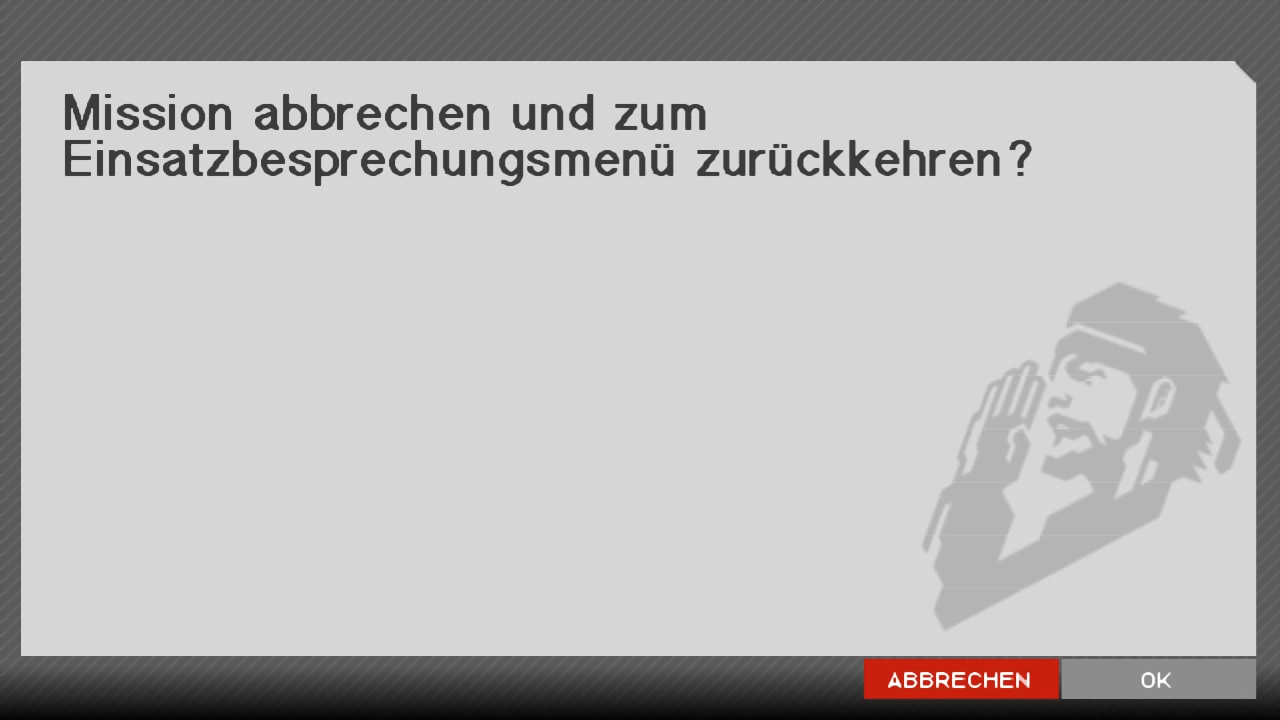 Mission abbrechen und zum
Einsatzbesprechungsmenü zurückkehren?
ABBRECHEN
OK